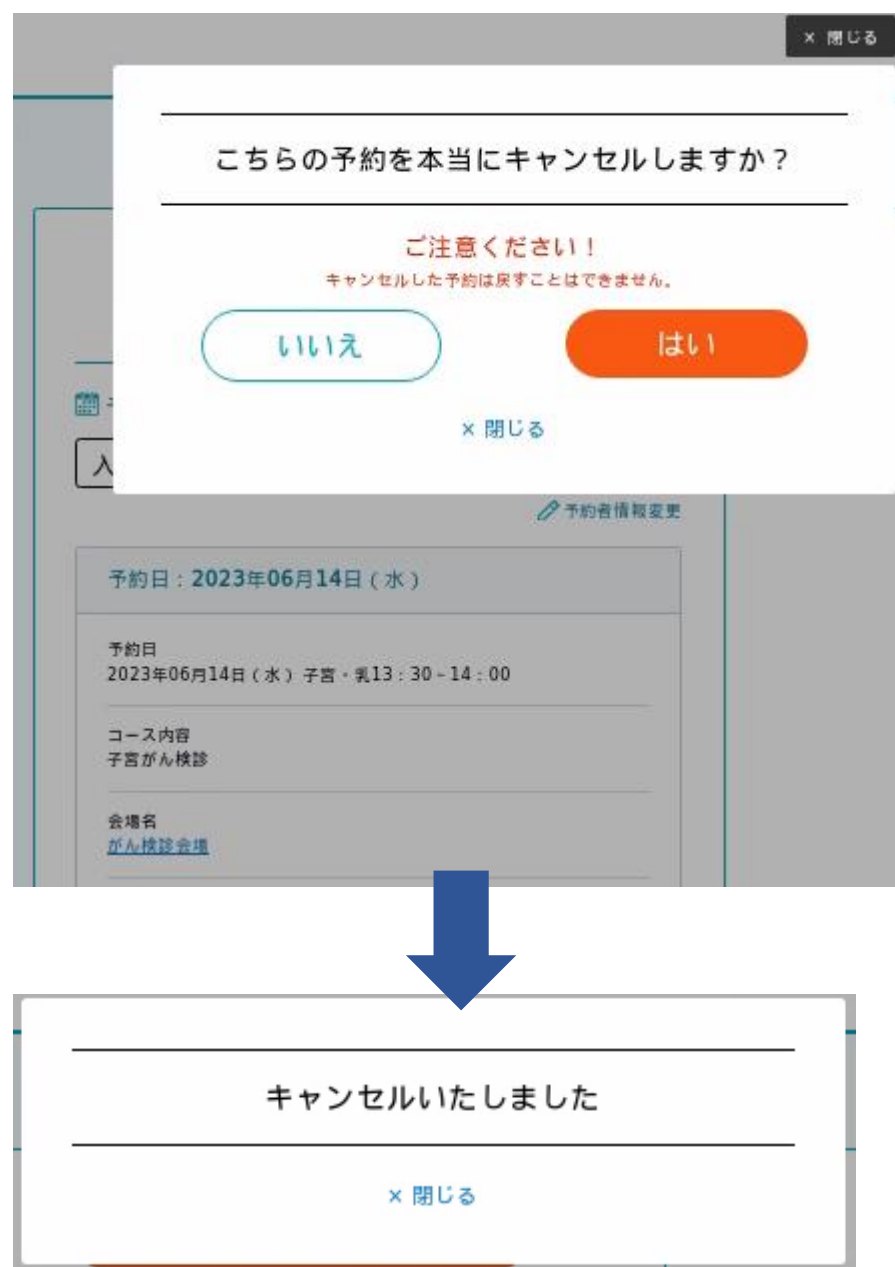 × 閉じる
こちらの予約を本当にキャンセルしますか？
ご注意ください！
キャンセルした予約は戻すことはできません。
いいえ
はい
× 閉じる
入
予約者情報変更
予約日：2023年06月14日（水）
予約日
2023年06月14日（水）子宮・乳13：30～14：00
コース内容
子宮がん検診
会場名
がん検診会場
キャンセルいたしました
× 閉じる